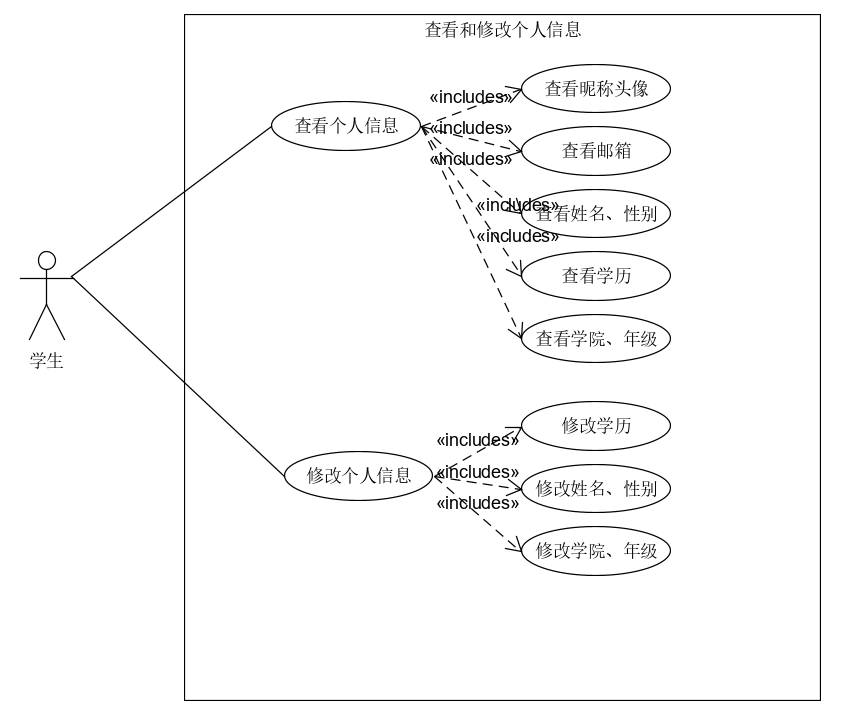 查看和修改个人信息
查看个人信息
«includes»
查看昵称头像
«includes»
查看邮箱
«includes»
«includes»
查看姓名、性别
«includes»
查看学历
查看学院、年级
学生
修改个人信息
«includes»
修改学历
«includes»
修改姓名、性别
«includes»
修改学院、年级